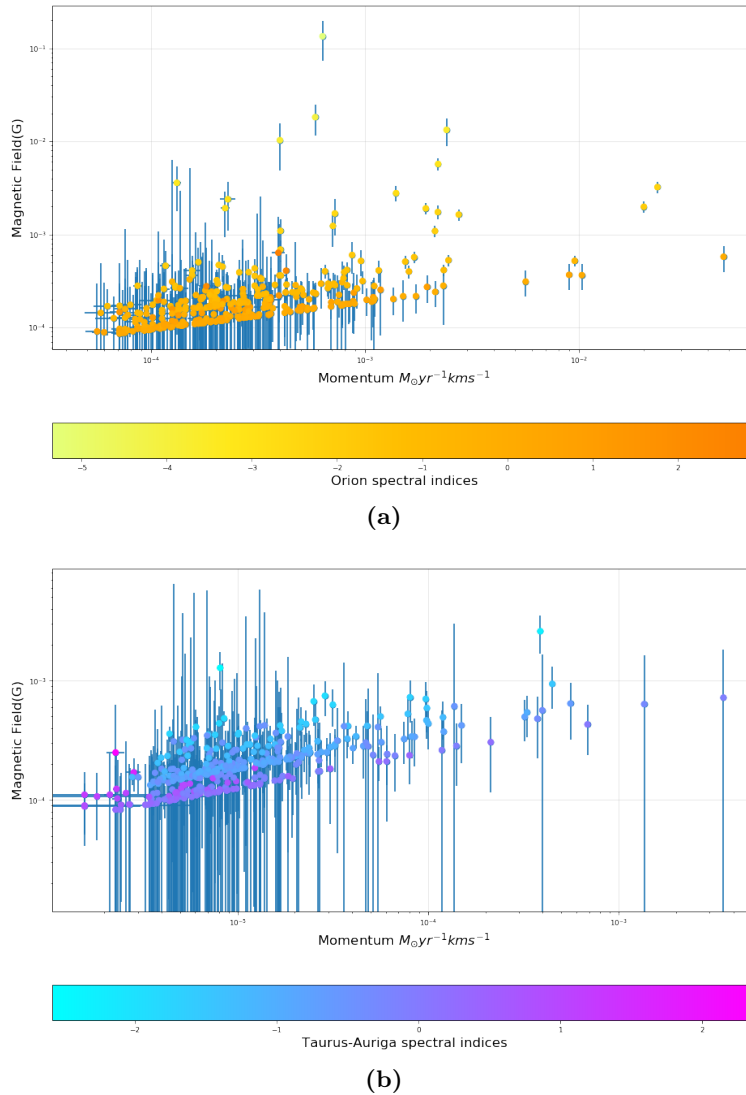 10⁻¹
10⁻²
10⁻³
10⁻⁴
Magnetic Field(G)
10⁻⁴ 10⁻³ 10⁻²
Momentum M⊙yr⁻¹kms⁻¹
−5 −4 −3 −2 −1 0 1 2
Orion spectral indices
(a)
10⁻³
10⁻⁴
Magnetic Field(G)
10⁻⁵ 10⁻⁴ 10⁻³
Momentum M⊙yr⁻¹kms⁻¹
−2 −1 0 1 2
Taurus-Auriga spectral indices
(b)